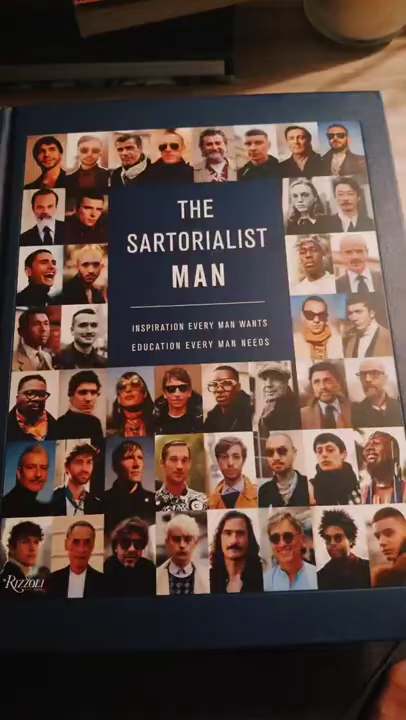 THE
SARTORIALIST
MAN
INSPIRATION EVERY MAN WANTS
EDUCATION EVERY MAN NEEDS
RIZZOLI